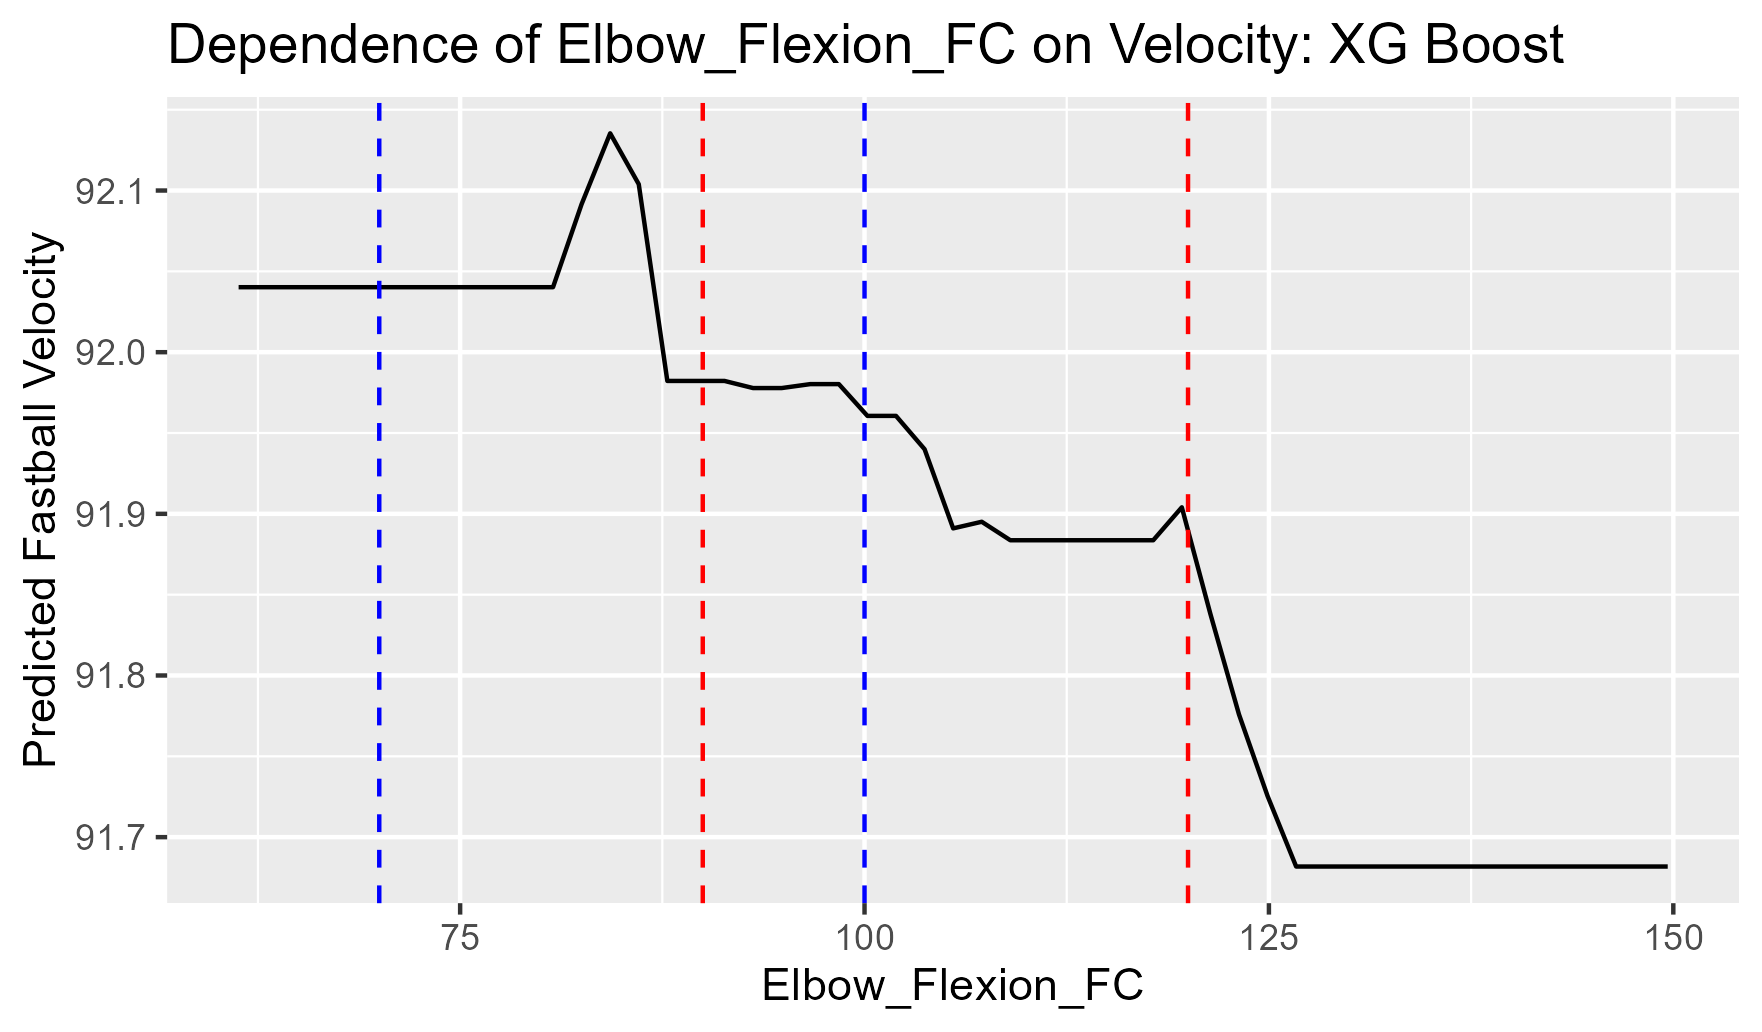 Dependence of Elbow_Flexion_FC on Velocity: XG Boost
Predicted Fastball Velocity
92.1
92.0
91.9
91.8
91.7
75 100 125 150
Elbow_Flexion_FC